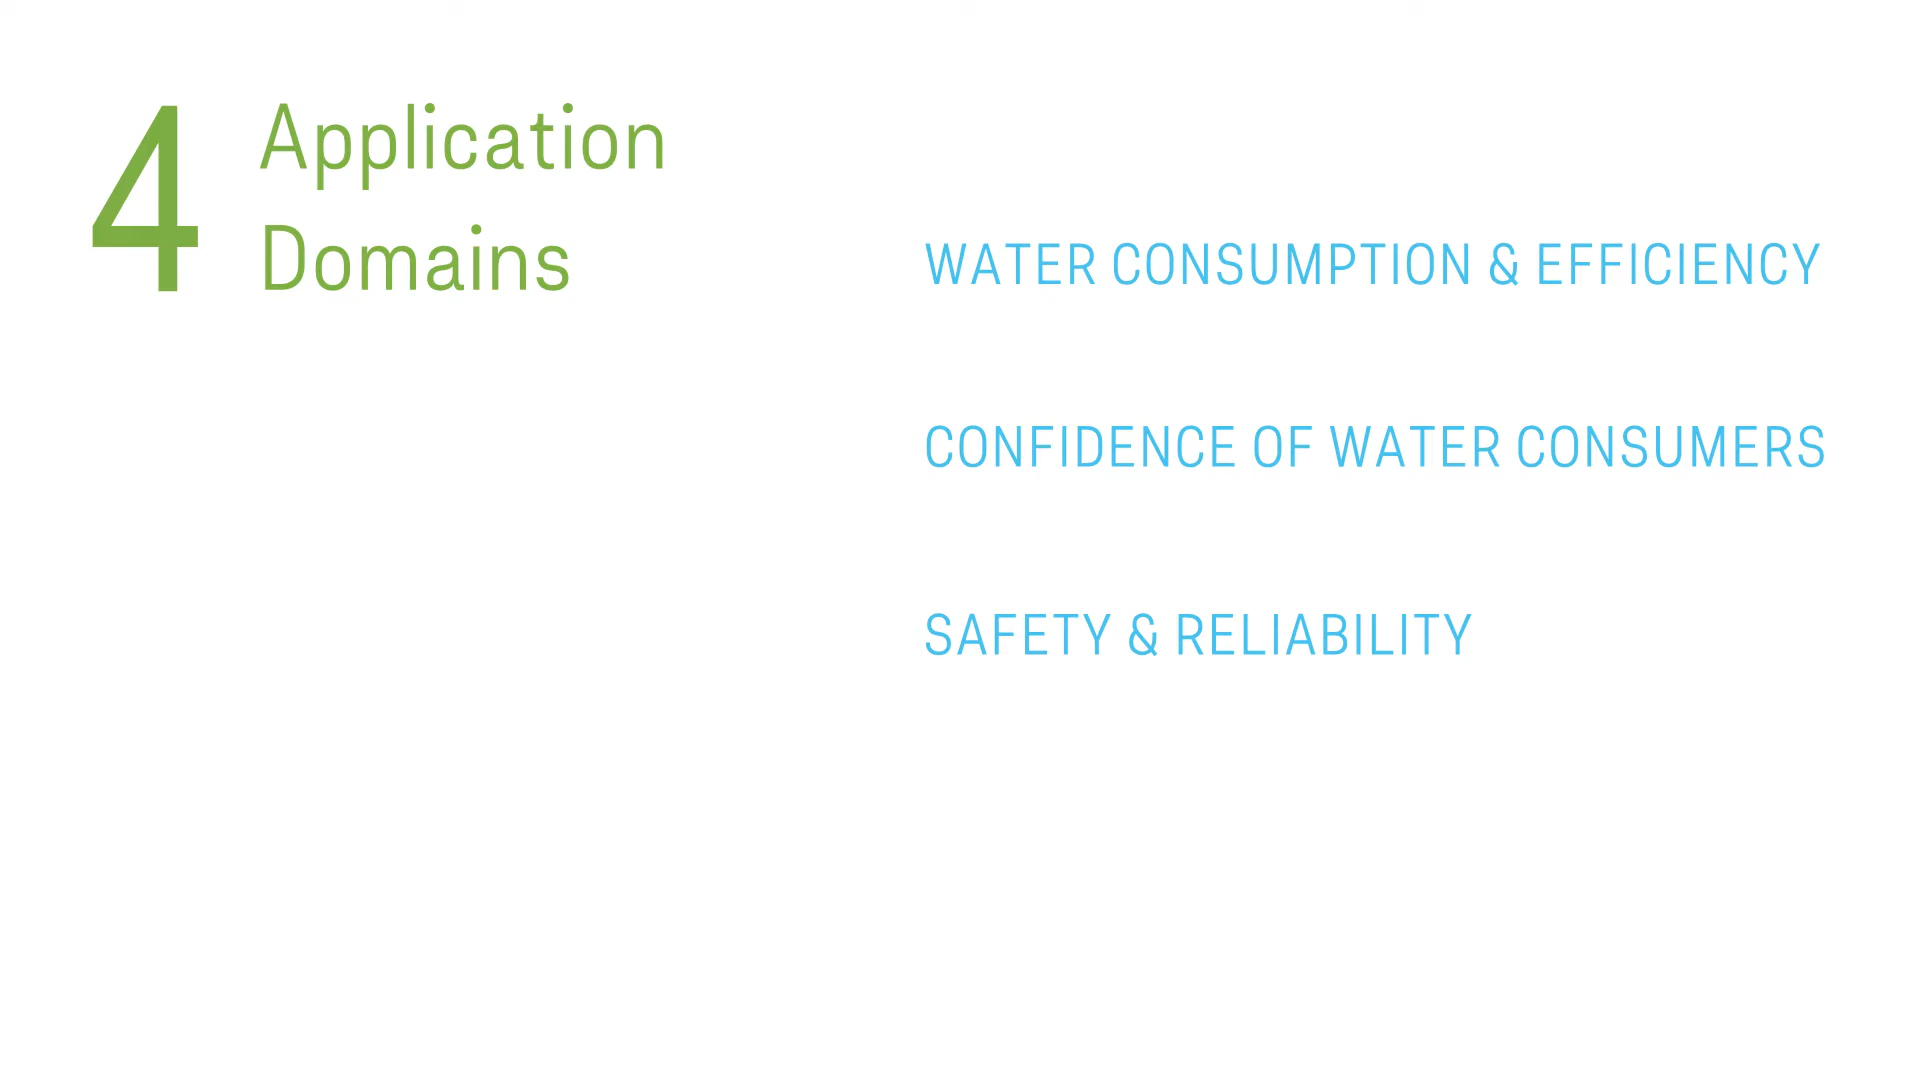 4
Application
Domains
WATER CONSUMPTION & EFFICIENCY
CONFIDENCE OF WATER CONSUMERS
SAFETY & RELIABILITY